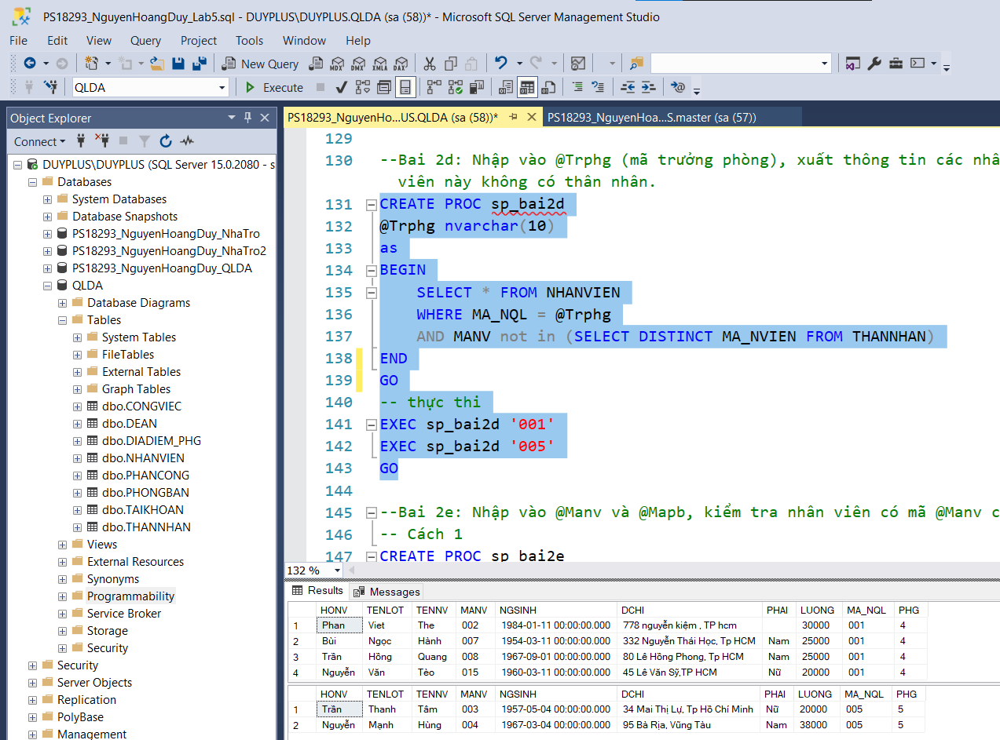 PS18293_NguyenHoangDuy_Lab5.sql - DUYPLUS\DUYPLUS.QLDA (sa (58))* - Microsoft SQL Server Management Studio
File Edit View Query Project Tools Window Help
New Query MDX DMX XMLA DAX
QLDA Execute
Object Explorer
Connect
DUYPLUS\DUYPLUS (SQL Server 15.0.2080 - s
Databases
System Databases
Database Snapshots
PS18293_NguyenHoangDuy_NhaTro
PS18293_NguyenHoangDuy_NhaTro2
PS18293_NguyenHoangDuy_QLDA
QLDA
Database Diagrams
Tables
System Tables
FileTables
External Tables
Graph Tables
dbo.CONGVIEC
dbo.DEAN
dbo.DIADIEM_PHG
dbo.NHANVIEN
dbo.PHANCONG
dbo.PHONGBAN
dbo.TAIKHOAN
dbo.THANNHAN
Views
External Resources
Synonyms
Programmability
Service Broker
Storage
Security
Security
Server Objects
Replication
PolyBase
Management
PS18293_NguyenHo...US.QLDA (sa (58))* PS18293_NguyenHoa...S.master (sa (57))
129
130 --Bai 2d: Nhập vào @Trphg (mã trưởng phòng), xuất thông tin các nhâ
viên này không có thân nhân.
131 CREATE PROC sp_bai2d
132 @Trphg nvarchar(10)
133 as
134 BEGIN
135 SELECT * FROM NHANVIEN
136 WHERE MA_NQL = @Trphg
137 AND MANV not in (SELECT DISTINCT MA_NVIEN FROM THANNHAN)
138 END
139 GO
140 -- thực thi
141 EXEC sp_bai2d '001'
142 EXEC sp_bai2d '005'
143 GO
144
145 --Bai 2e: Nhập vào @Manv và @Mapb, kiểm tra nhân viên có mã @Manv c
146 -- Cách 1
147 CREATE PROC sp_bai2e
132 %
Results Messages
HONV TENLOT TENNV MANV NGSINH DCHI PHAI LUONG MA_NQL PHG
1 Phan Viet The 002 1984-01-11 00:00:00.000 778 nguyễn kiệm , TP hcm 30000 001 4
2 Bùi Ngọc Hành 007 1954-03-11 00:00:00.000 332 Nguyễn Thái Học, Tp HCM Nam 25000 001 4
3 Trần Hồng Quang 008 1967-09-01 00:00:00.000 80 Lê Hồng Phong, Tp HCM Nam 25000 001 4
4 Nguyễn Văn Tèo 015 1960-03-11 00:00:00.000 45 Lê Văn Sỹ,TP HCM Nữ 20000 001 4
HONV TENLOT TENNV MANV NGSINH DCHI PHAI LUONG MA_NQL PHG
1 Trần Thanh Tâm 003 1957-05-04 00:00:00.000 34 Mai Thị Lự, Tp Hồ Chí Minh Nữ 20000 005 5
2 Nguyễn Mạnh Hùng 004 1967-03-04 00:00:00.000 95 Bà Rịa, Vũng Tàu Nam 38000 005 5